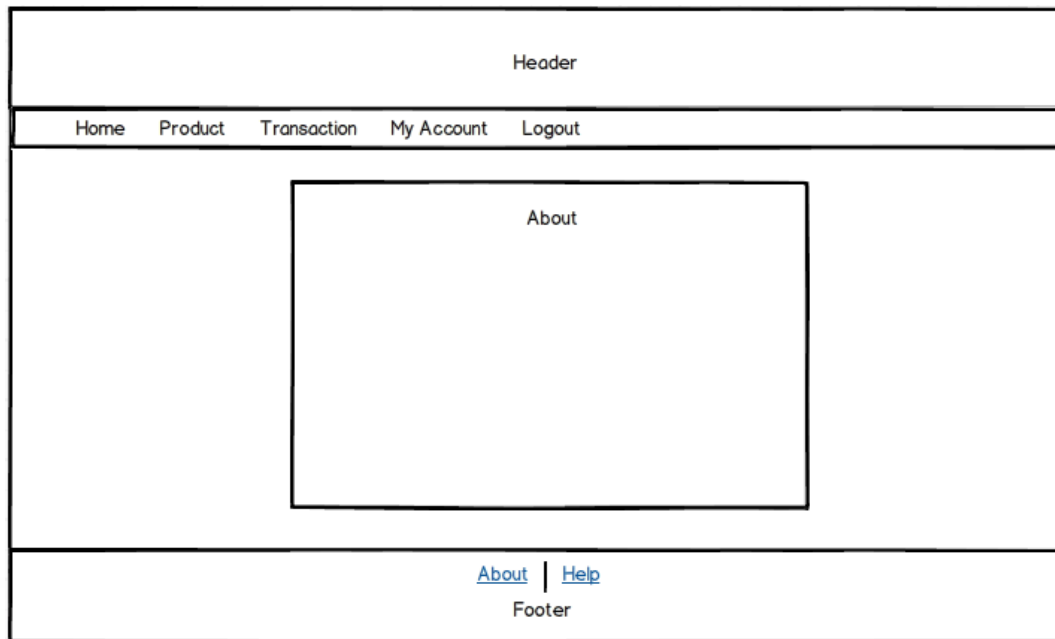 Header
Home Product Transaction My Account Logout
About
About | Help
Footer